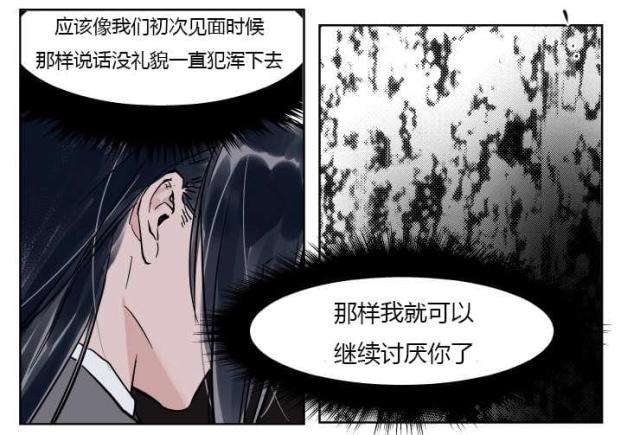 应该像我们初次见面时候
那样说话没礼貌一直犯浑下去
那样我就可以
继续讨厌你了